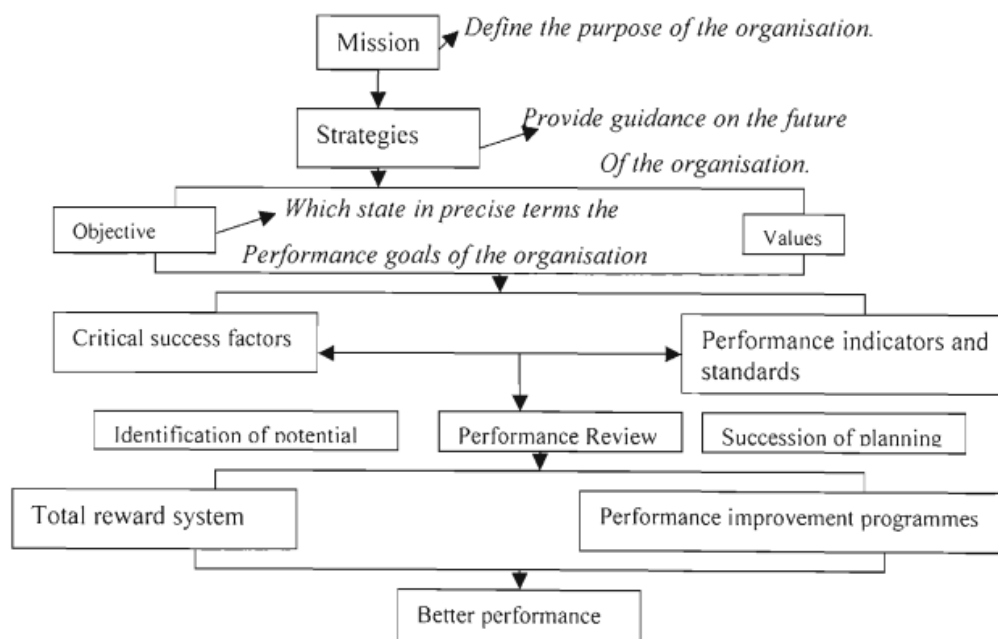 Mission
Define the purpose of the organisation.
Strategies
Provide guidance on the future
Of the organisation.
Objective
Which state in precise terms the
Values
Performance goals of the organisation
Critical success factors
Performance indicators and
standards
Identification of potential
Performance Review
Succession of planning
Total reward system
Performance improvement programmes
Better performance